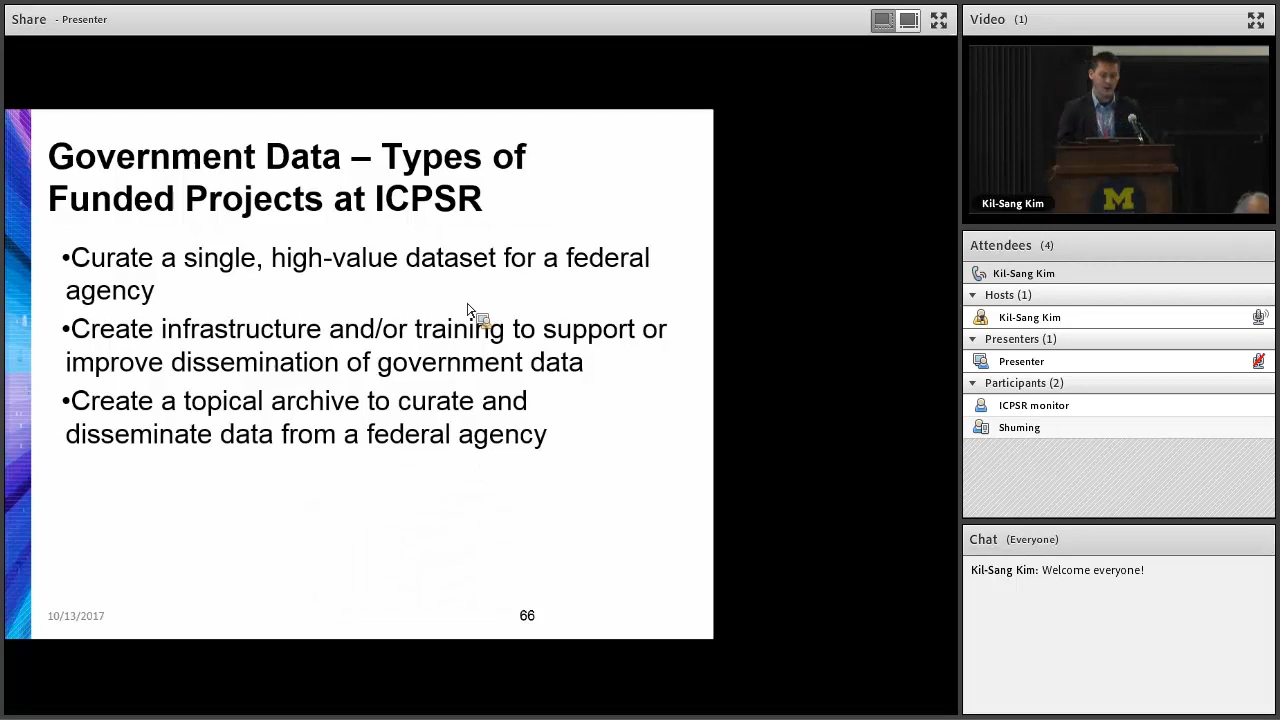 Share - Presenter
Government Data – Types of
Funded Projects at ICPSR
•Curate a single, high-value dataset for a federal
agency
•Create infrastructure and/or training to support or
improve dissemination of government data
•Create a topical archive to curate and
disseminate data from a federal agency
10/13/2017
66
Video (1)
M
Kil-Sang Kim
Attendees (4)
Kil-Sang Kim
Hosts (1)
Kil-Sang Kim
Presenters (1)
Presenter
Participants (2)
ICPSR monitor
Shuming
Chat (Everyone)
Kil-Sang Kim: Welcome everyone!